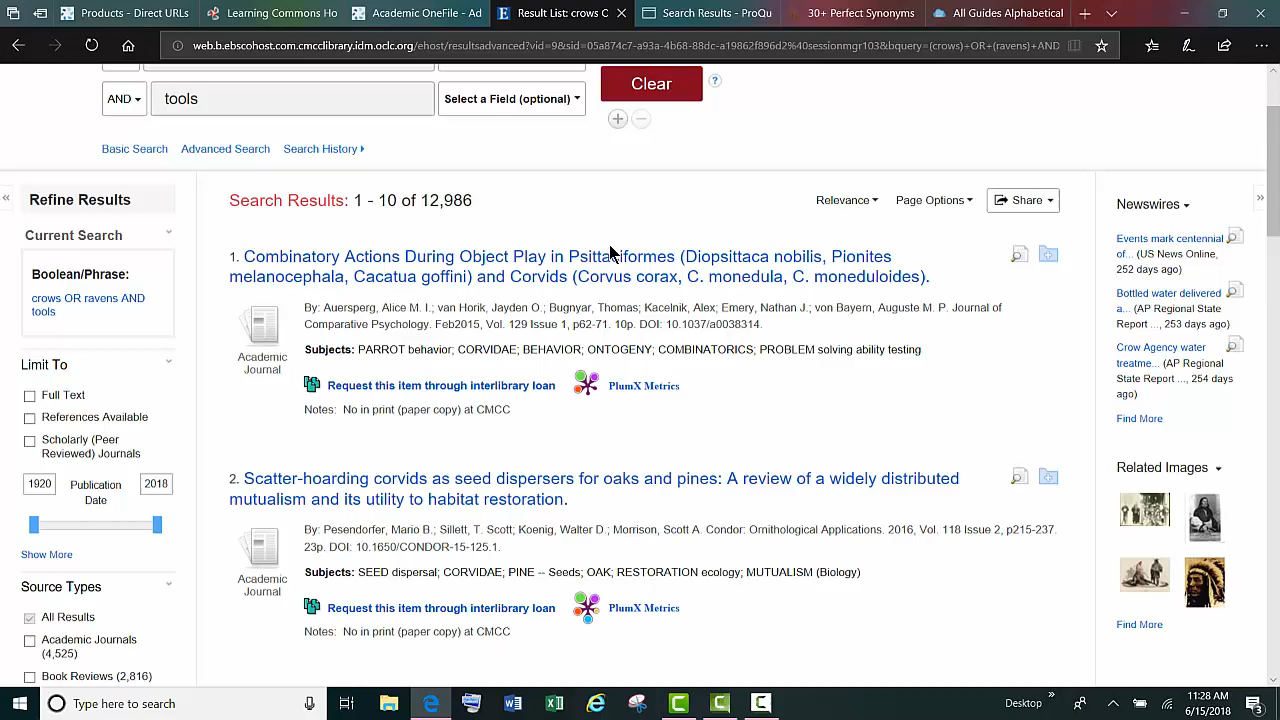 Products - Direct URLs
Learning Commons Ho
Academic OneFile - Ad
Result List: crows C
Search Results - ProQu
30+ Perfect Synonyms
All Guides Alphabetical
web.b.ebscohost.com.cmcclibrary.idm.oclc.org/ehost/resultsadvanced?vid=9&sid=05a874c7-a93a-4b68-88dc-a19862f896d2%40sessionmgr103&bquery=(crows)+OR+(ravens)+AND
AND
tools
Select a Field (optional)
Clear
?
Basic Search
Advanced Search
Search History
Refine Results
Current Search
Boolean/Phrase:
crows OR ravens AND
tools
Limit To
Full Text
References Available
Scholarly (Peer
Reviewed) Journals
1920
Publication
Date
2018
Show More
Source Types
All Results
Academic Journals
(4,525)
Book Reviews (2,816)
Search Results: 1 - 10 of 12,986
Relevance
Page Options
Share
1. Combinatory Actions During Object Play in Psittaciformes (Diopsittaca nobilis, Pionites
melanocephala, Cacatua goffini) and Corvids (Corvus corax, C. monedula, C. moneduloides).
Academic
Journal
By: Auersperg, Alice M. I.; van Horik, Jayden O.; Bugnyar, Thomas; Kacelnik, Alex; Emery, Nathan J.; von Bayern, Auguste M. P. Journal of
Comparative Psychology. Feb2015, Vol. 129 Issue 1, p62-71. 10p. DOI: 10.1037/a0038314.
Subjects: PARROT behavior; CORVIDAE; BEHAVIOR; ONTOGENY; COMBINATORICS; PROBLEM solving ability testing
Request this item through interlibrary loan
PlumX Metrics
Notes: No in print (paper copy) at CMCC
2. Scatter-hoarding corvids as seed dispersers for oaks and pines: A review of a widely distributed
mutualism and its utility to habitat restoration.
Academic
Journal
By: Pesendorfer, Mario B.; Sillett, T. Scott; Koenig, Walter D.; Morrison, Scott A. Condor: Ornithological Applications. 2016, Vol. 118 Issue 2, p215-237.
23p. DOI: 10.1650/CONDOR-15-125.1.
Subjects: SEED dispersal; CORVIDAE; PINE -- Seeds; OAK; RESTORATION ecology; MUTUALISM (Biology)
Request this item through interlibrary loan
PlumX Metrics
Notes: No in print (paper copy) at CMCC
Newswires
Events mark centennial
of... (US News Online,
252 days ago)
Bottled water delivered
a... (AP Regional State
Report ..., 253 days ago)
Crow Agency water
treatme... (AP Regional
State Report ..., 254 days
ago)
Find More
Related Images
Find More
Type here to search
Desktop
11:28 AM
6/15/2018
3